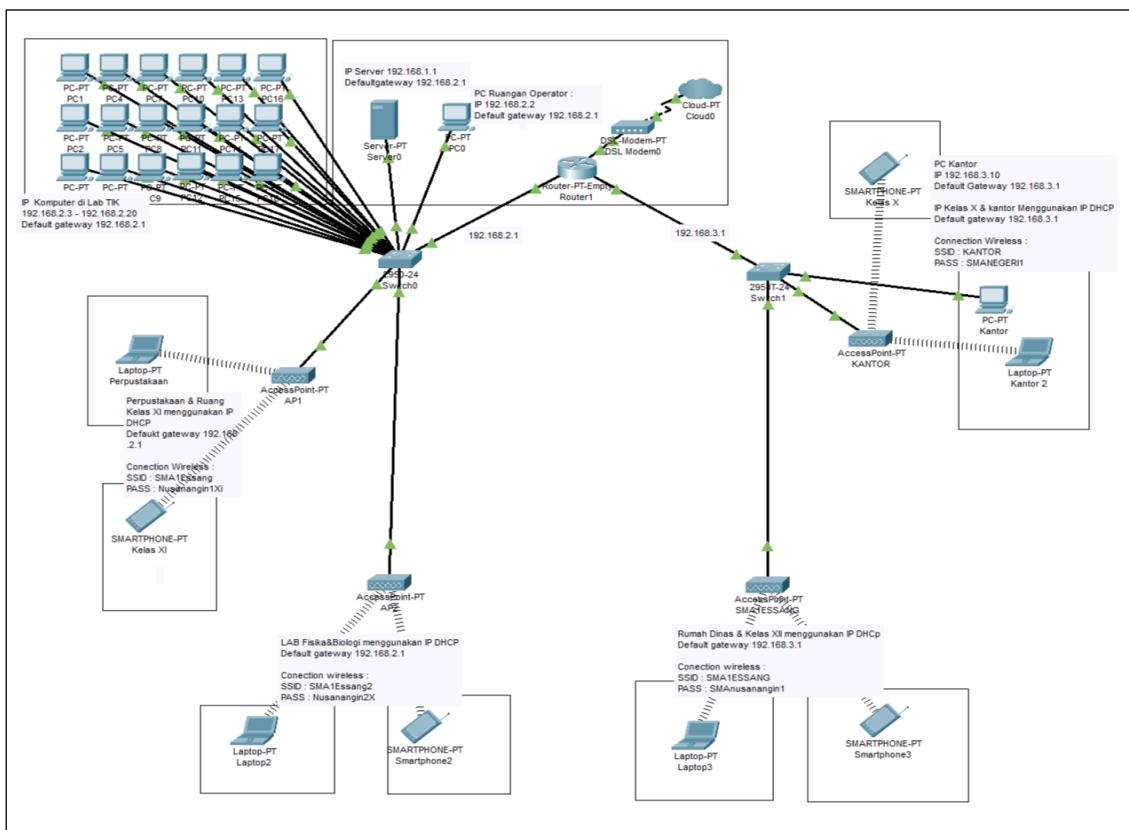 PC-PT
PC1
PC-PT
PC4
PC-PT
PC7
PC-PT
PC10
PC-PT
PC13
PC-PT
PC16
PC-PT
PC2
PC-PT
PC5
PC-PT
PC8
PC-PT
PC11
PC-PT
PC-PT
PC-PT
PC-PT
PC-PT
C9
PC-PT
PC12
PC-PT
PC-PT
IP Komputer di Lab TIK
192.168.2.3 - 192.168.2.20
Default gateway 192.168.2.1
IP Server 192.168.1.1
Defaultgateway 192.168.2.1
PC Ruangan Operator :
IP 192.168.2.2
Default gateway 192.168.2.1
Server-PT
Server0
PC-PT
PC0
Cloud-PT
Cloud0
DSL-Modem-PT
DSL Modem0
Router-PT-Empty
Router1
192.168.2.1
192.168.3.1
2950-24
Switch0
2950T-24
Switch1
SMARTPHONE-PT
Kelas X
PC Kantor
IP 192.168.3.10
Default Gateway 192.168.3.1
IP Kelas X & kantor Menggunakan IP DHCP
Default gateway 192.168.3.1
Connection Wireless :
SSID : KANTOR
PASS : SMANEGERI1
PC-PT
Kantor
AccessPoint-PT
KANTOR
Laptop-PT
Kantor 2
Laptop-PT
Perpustakaan
AccessPoint-PT
AP1
Perpustakaan & Ruang
Kelas XI menggunakan IP
DHCP
Defaukt gateway 192.168
.2.1
Conection Wireless :
SSID : SMA1Essang
PASS : Nusanangin1Xi
SMARTPHONE-PT
Kelas XI
AccessPoint-PT
AP2
LAB Fisika&Biologi menggunakan IP DHCP
Default gateway 192.168.2.1
Conection wireless :
SSID : SMA1Essang2
PASS : Nusanangin2X
Laptop-PT
Laptop2
SMARTPHONE-PT
Smartphone2
AccessPoint-PT
SMA1ESSANG
Rumah Dinas & Kelas XII menggunakan IP DHCp
Default gateway 192.168.3.1
Conection wireless :
SSID : SMA1ESSANG
PASS : SMAnusanangin1
Laptop-PT
Laptop3
SMARTPHONE-PT
Smartphone3